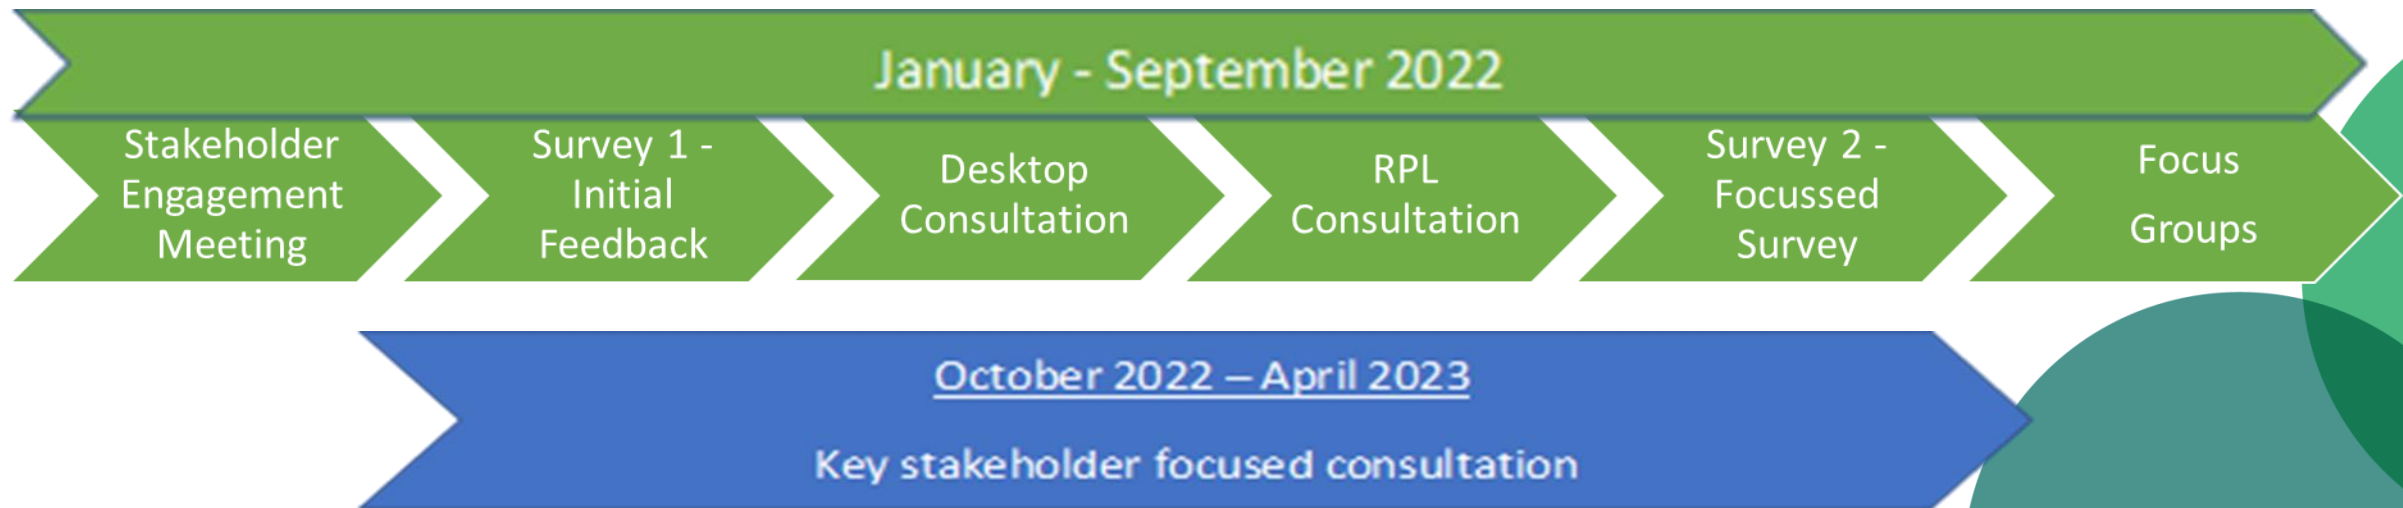 January - September 2022
Stakeholder
Engagement
Meeting
Survey 1 -
Initial
Feedback
Desktop
Consultation
RPL
Consultation
Survey 2 -
Focussed
Survey
Focus
Groups
October 2022 – April 2023
Key stakeholder focused consultation